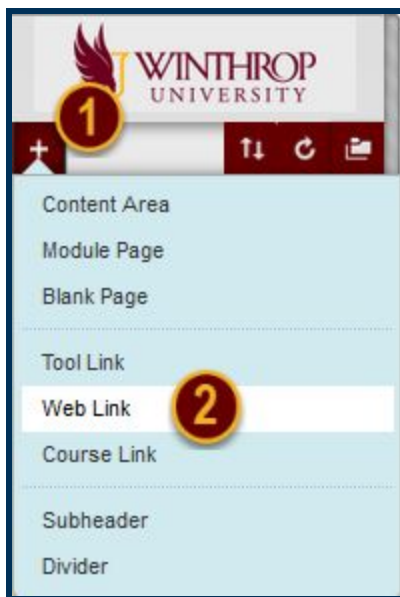 WINTHROP
UNIVERSITY
1
+
Content Area
Module Page
Blank Page
Tool Link
Web Link 2
Course Link
Subheader
Divider